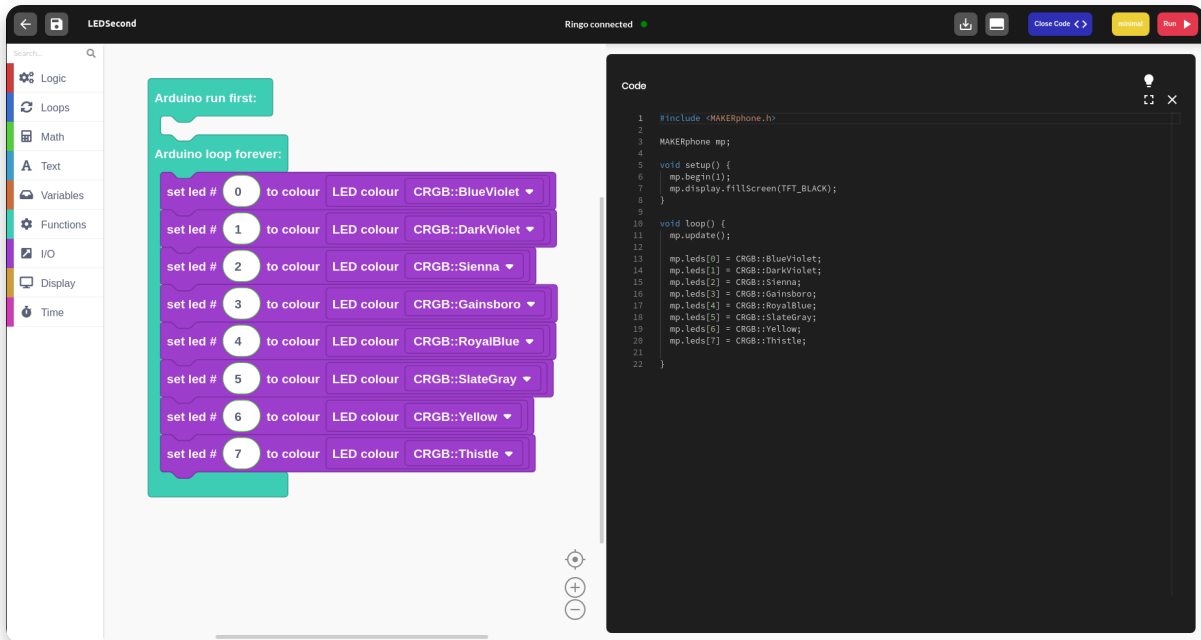 LEDSecond
Ringo connected
Close Code < >
minimal
Run
Search...
Logic
Loops
Math
Text
Variables
Functions
I/O
Display
Time
Arduino run first:
Arduino loop forever:
set led # 0 to colour LED colour CRGB::BlueViolet
set led # 1 to colour LED colour CRGB::DarkViolet
set led # 2 to colour LED colour CRGB::Sienna
set led # 3 to colour LED colour CRGB::Gainsboro
set led # 4 to colour LED colour CRGB::RoyalBlue
set led # 5 to colour LED colour CRGB::SlateGray
set led # 6 to colour LED colour CRGB::Yellow
set led # 7 to colour LED colour CRGB::Thistle
Code
1 #include <MAKERphone.h>
2
3 MAKERphone mp;
4
5 void setup() {
6 mp.begin(1);
7 mp.display.fillScreen(TFT_BLACK);
8 }
9
10 void loop() {
11 mp.update();
12
13 mp.leds[0] = CRGB::BlueViolet;
14 mp.leds[1] = CRGB::DarkViolet;
15 mp.leds[2] = CRGB::Sienna;
16 mp.leds[3] = CRGB::Gainsboro;
17 mp.leds[4] = CRGB::RoyalBlue;
18 mp.leds[5] = CRGB::SlateGray;
19 mp.leds[6] = CRGB::Yellow;
20 mp.leds[7] = CRGB::Thistle;
21
22 }